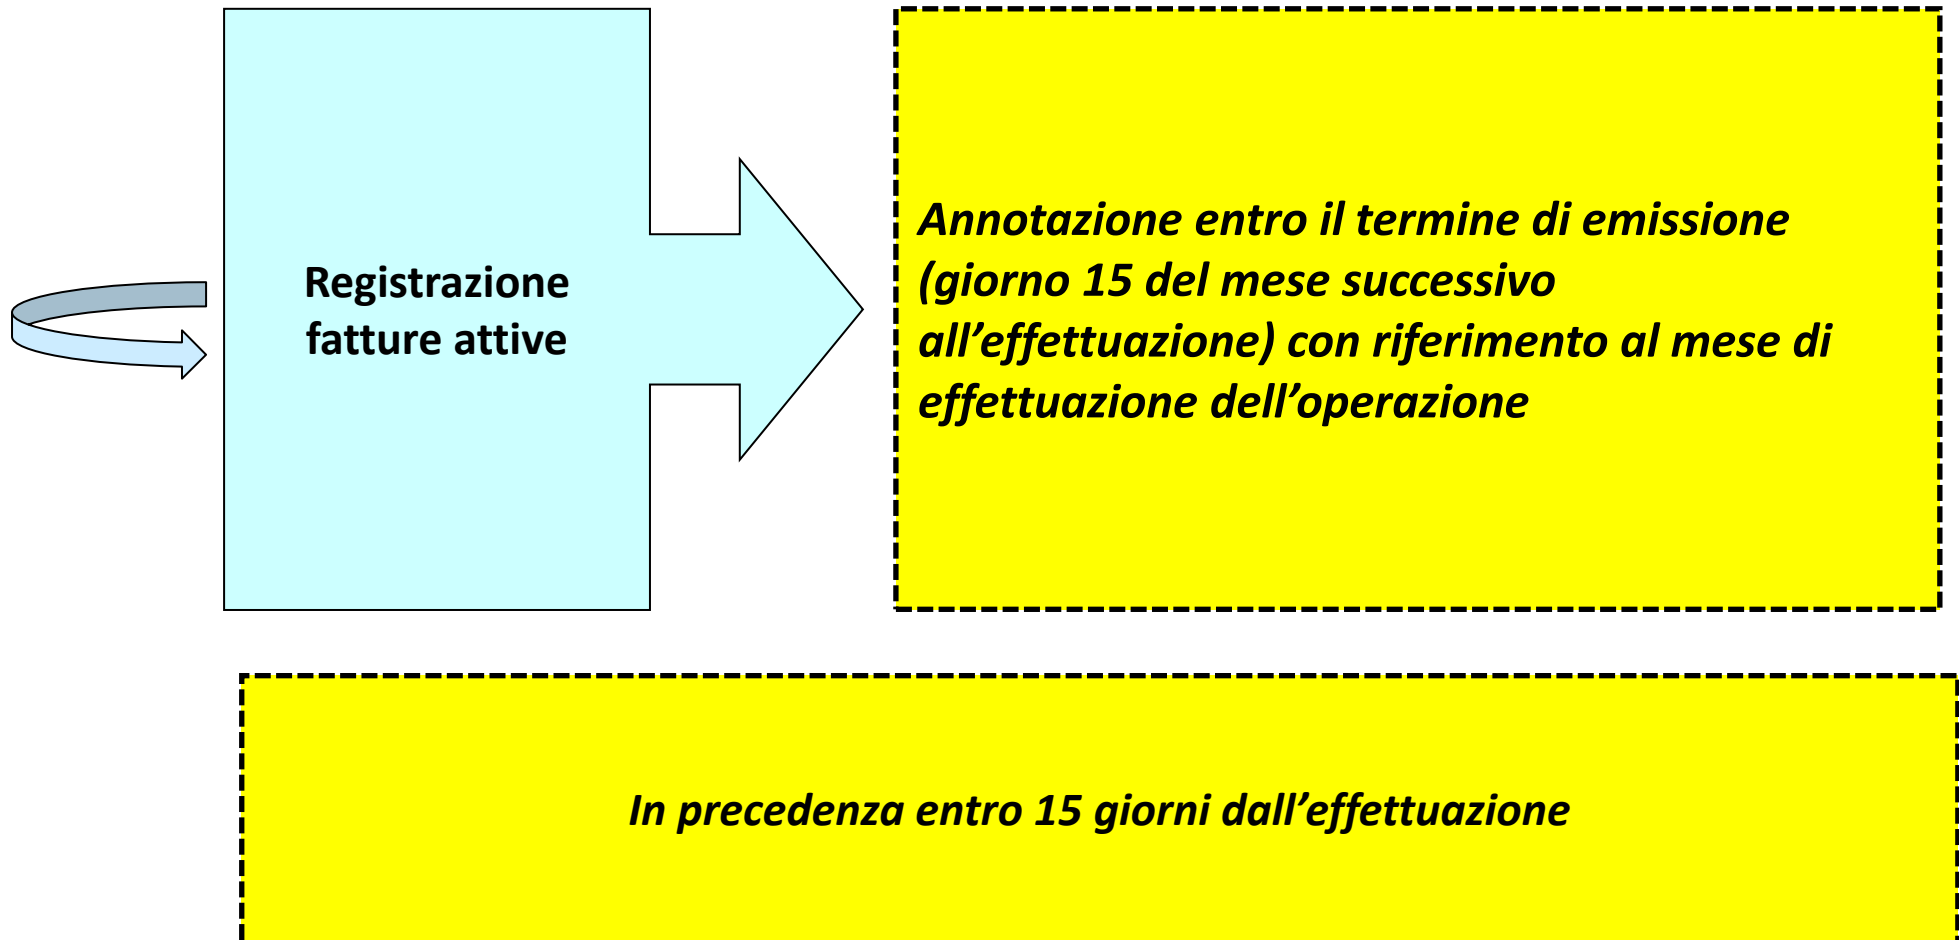 Registrazione
fatture attive
Annotazione entro il termine di emissione
(giorno 15 del mese successivo
all’effettuazione) con riferimento al mese di
effettuazione dell’operazione
In precedenza entro 15 giorni dall’effettuazione